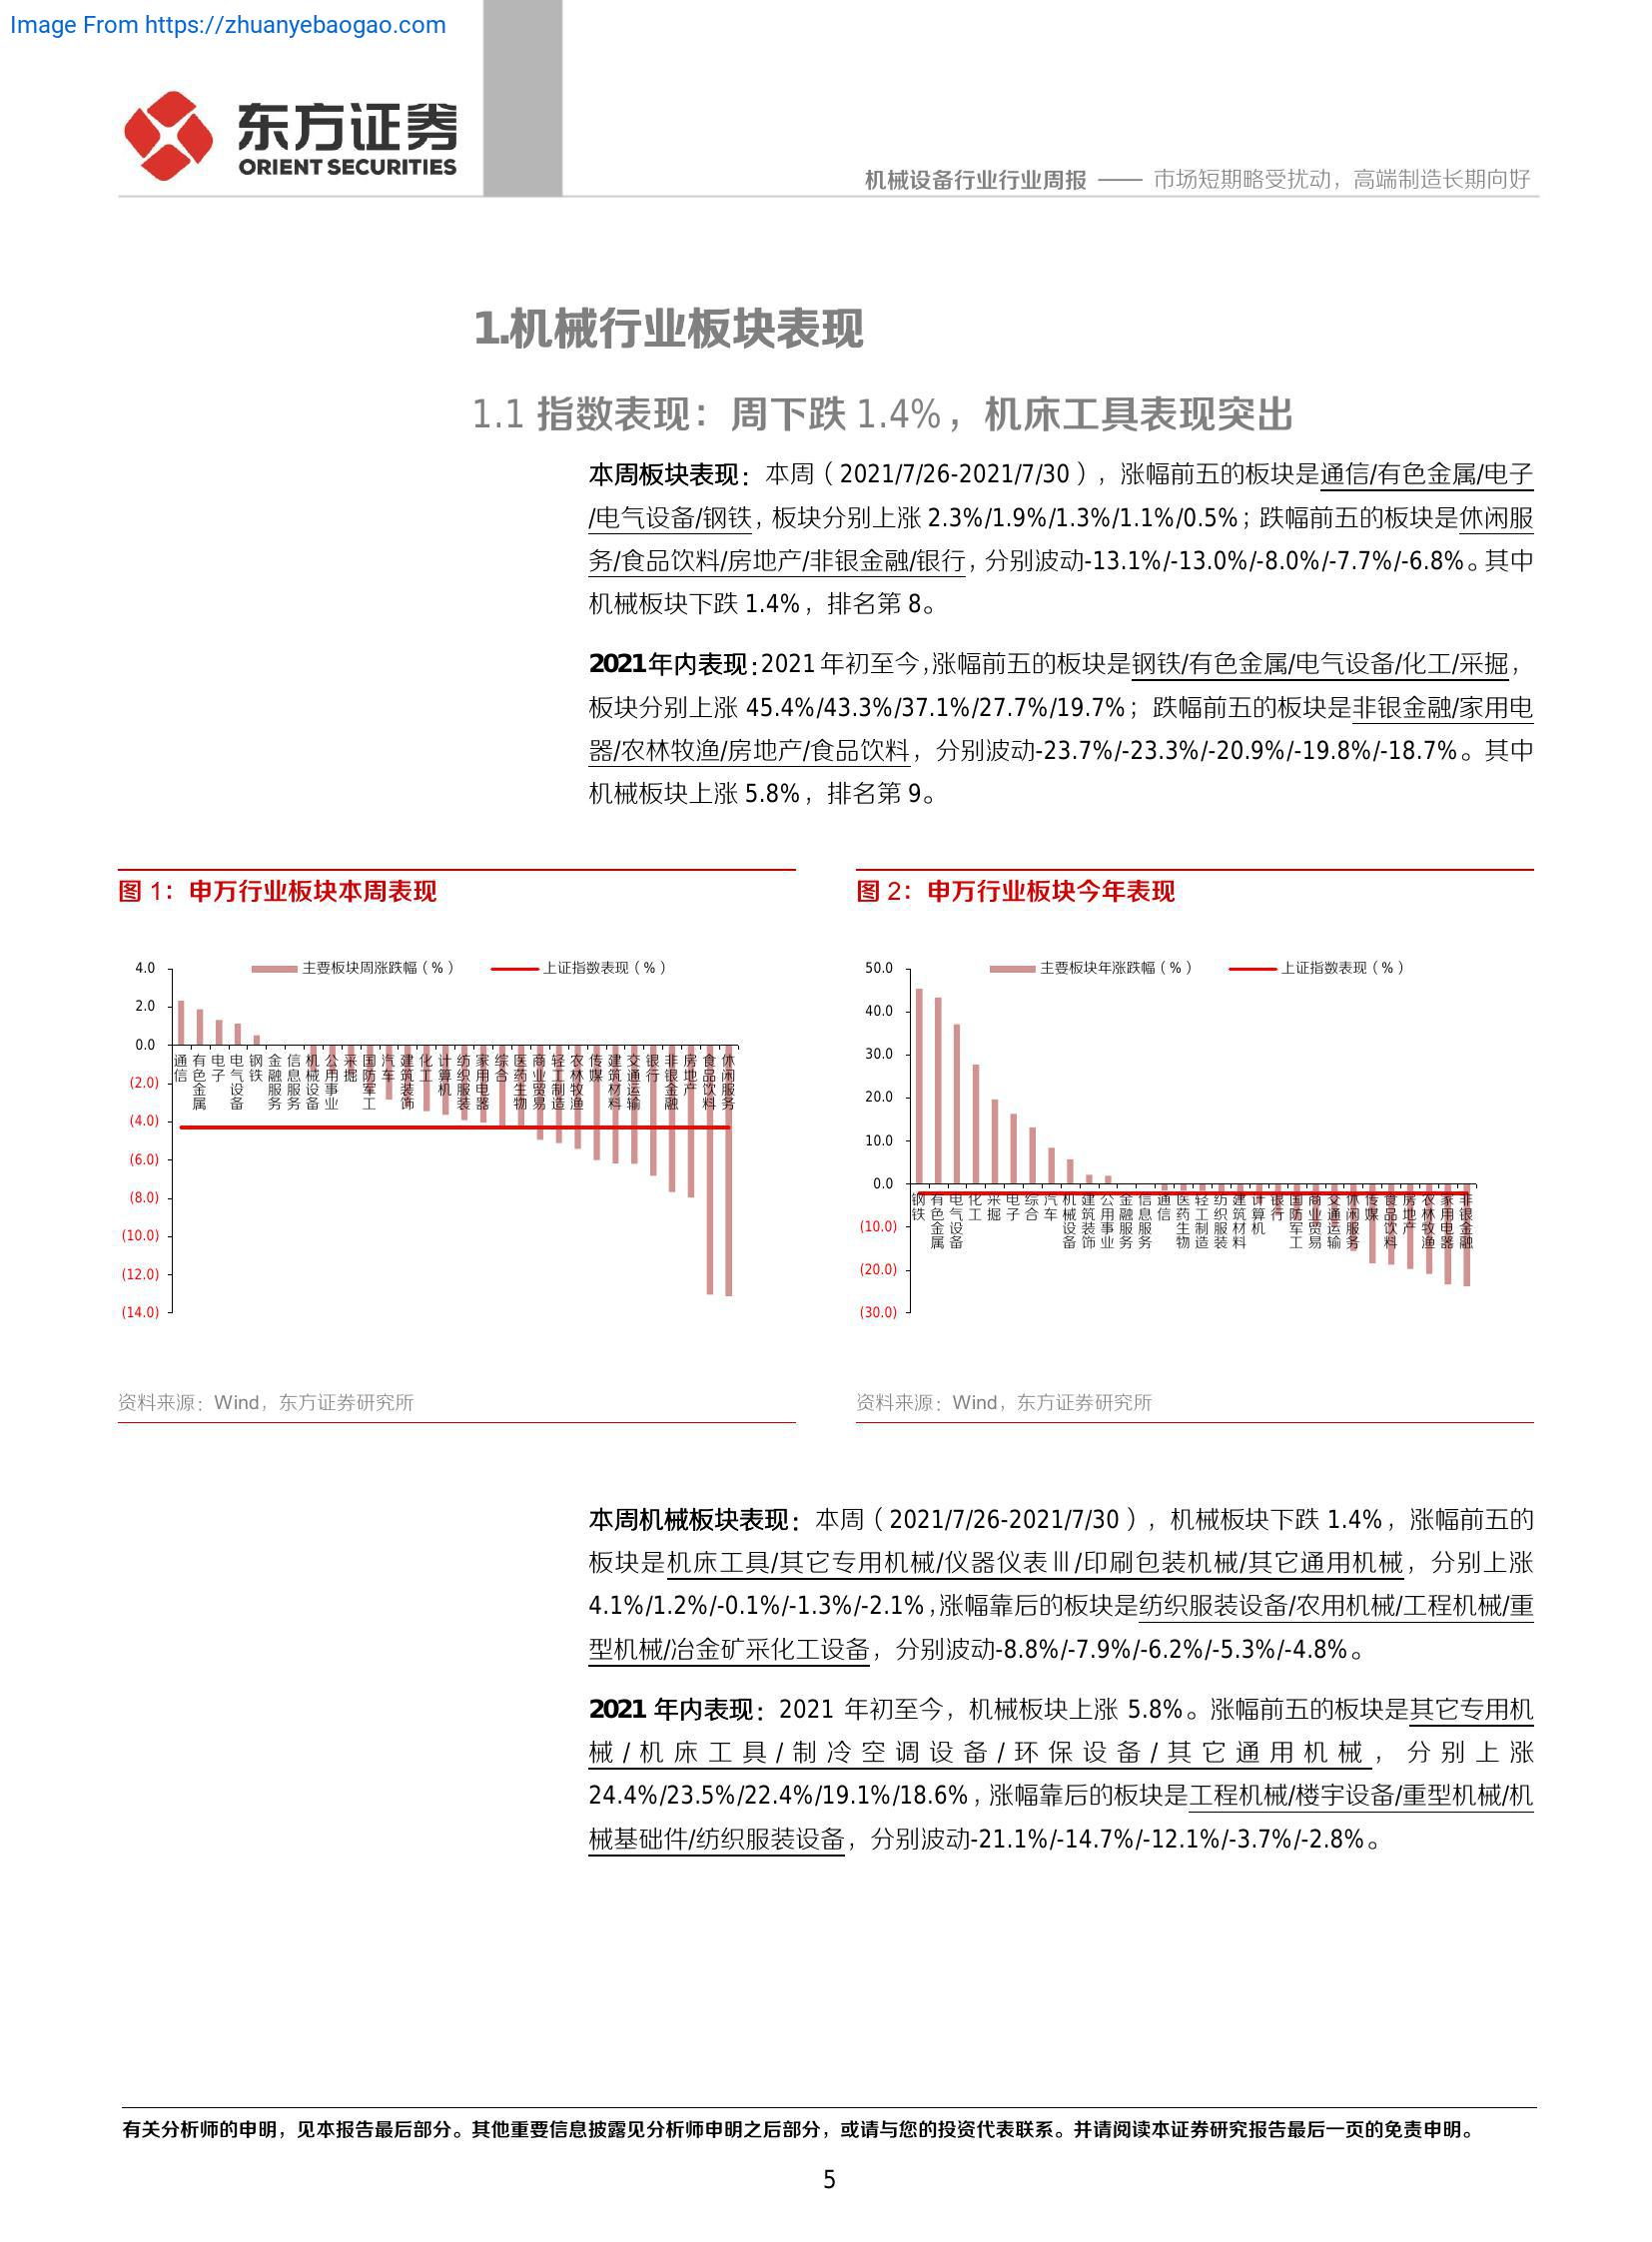 Image From https://zhuanyebaogao.com
东方证券
ORIENT SECURITIES
机械设备行业行业周报 —— 市场短期略受扰动，高端制造长期向好
1.机械行业板块表现
1.1 指数表现：周下跌 1.4%，机床工具表现突出
本周板块表现：本周（2021/7/26-2021/7/30），涨幅前五的板块是通信/有色金属/电子
/电气设备/钢铁，板块分别上涨 2.3%/1.9%/1.3%/1.1%/0.5%；跌幅前五的板块是休闲服
务/食品饮料/房地产/非银金融/银行，分别波动-13.1%/-13.0%/-8.0%/-7.7%/-6.8%。其中
机械板块下跌 1.4%，排名第 8。
2021年内表现：2021 年初至今，涨幅前五的板块是钢铁/有色金属/电气设备/化工/采掘，
板块分别上涨 45.4%/43.3%/37.1%/27.7%/19.7%；跌幅前五的板块是非银金融/家用电
器/农林牧渔/房地产/食品饮料，分别波动-23.7%/-23.3%/-20.9%/-19.8%/-18.7%。其中
机械板块上涨 5.8%，排名第 9。
图 1：申万行业板块本周表现
主要板块周涨跌幅（%） 上证指数表现（%）
4.0
2.0
0.0
(2.0)
(4.0)
(6.0)
(8.0)
(10.0)
(12.0)
(14.0)
通信 有色金属 电子 电气设备 钢铁 金融服务 信息服务 机械设备 公用事业 采掘 国防军工 汽车 建筑装饰 化工 计算机 纺织服装 家用电器 综合 医药生物 商业贸易 轻工制造 农林牧渔 传媒 建筑材料 交通运输 银行 非银金融 房地产 食品饮料 休闲服务
资料来源：Wind，东方证券研究所
图 2：申万行业板块今年表现
主要板块年涨跌幅（%） 上证指数表现（%）
50.0
40.0
30.0
20.0
10.0
0.0
(10.0)
(20.0)
(30.0)
钢铁 有色金属 电气设备 化工 采掘 电子 综合 汽车 机械设备 建筑装饰 公用事业 金融服务 信息服务 通信 医药生物 轻工制造 纺织服装 建筑材料 计算机 银行 国防军工 商业贸易 交通运输 休闲服务 传媒 食品饮料 房地产 农林牧渔 家用电器 非银金融
资料来源：Wind，东方证券研究所
本周机械板块表现：本周（2021/7/26-2021/7/30），机械板块下跌 1.4%，涨幅前五的
板块是机床工具/其它专用机械/仪器仪表Ⅲ/印刷包装机械/其它通用机械，分别上涨
4.1%/1.2%/-0.1%/-1.3%/-2.1%，涨幅靠后的板块是纺织服装设备/农用机械/工程机械/重
型机械/冶金矿采化工设备，分别波动-8.8%/-7.9%/-6.2%/-5.3%/-4.8%。
2021 年内表现：2021 年初至今，机械板块上涨 5.8%。涨幅前五的板块是其它专用机
械/机床工具/制冷空调设备/环保设备/其它通用机械，分别上涨
24.4%/23.5%/22.4%/19.1%/18.6%，涨幅靠后的板块是工程机械/楼宇设备/重型机械/机
械基础件/纺织服装设备，分别波动-21.1%/-14.7%/-12.1%/-3.7%/-2.8%。
有关分析师的申明，见本报告最后部分。其他重要信息披露见分析师申明之后部分，或请与您的投资代表联系。并请阅读本证券研究报告最后一页的免责申明。
5